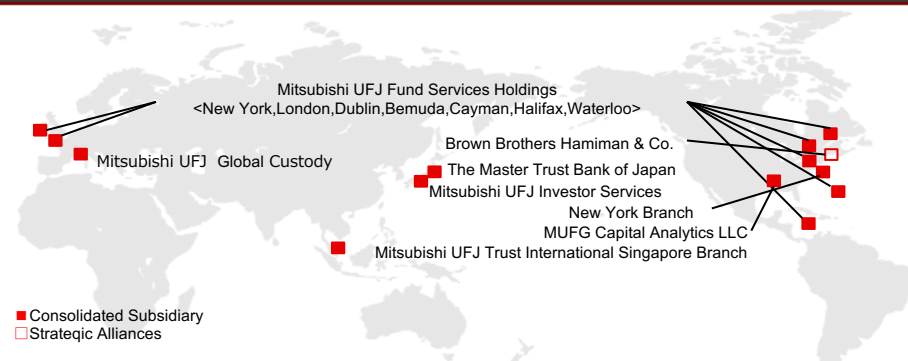 Mitsubishi UFJ Fund Services Holdings
<New York,London,Dublin,Bemuda,Cayman,Halifax,Waterloo>
Brown Brothers Hamiman & Co.
Mitsubishi UFJ Global Custody
The Master Trust Bank of Japan
Mitsubishi UFJ Investor Services
New York Branch
MUFG Capital Analytics LLC
Mitsubishi UFJ Trust International Singapore Branch
Consolidated Subsidiary
Strateqic Alliances